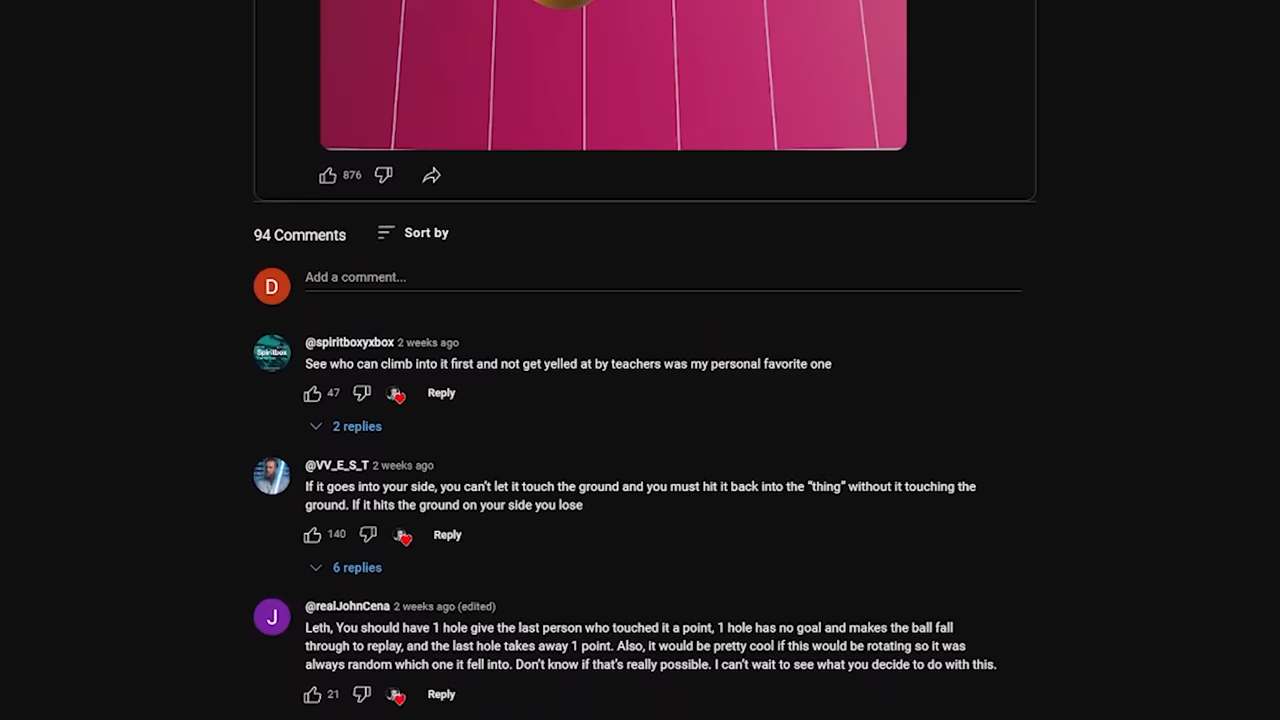 876
94 Comments
Sort by
D
Add a comment...
@spiritboxyxbox 2 weeks ago
Spiritbox
See who can climb into it first and not get yelled at by teachers was my personal favorite one
47
Reply
2 replies
@VV_E_S_T 2 weeks ago
If it goes into your side, you can't let it touch the ground and you must hit it back into the “thing” without it touching the
ground. If it hits the ground on your side you lose
140
Reply
6 replies
J
@realJohnCena 2 weeks ago (edited)
Leth, You should have 1 hole give the last person who touched it a point, 1 hole has no goal and makes the ball fall
through to replay, and the last hole takes away 1 point. Also, it would be pretty cool if this would be rotating so it was
always random which one it fell into. Don't know if that's really possible. I can't wait to see what you decide to do with this.
21
Reply